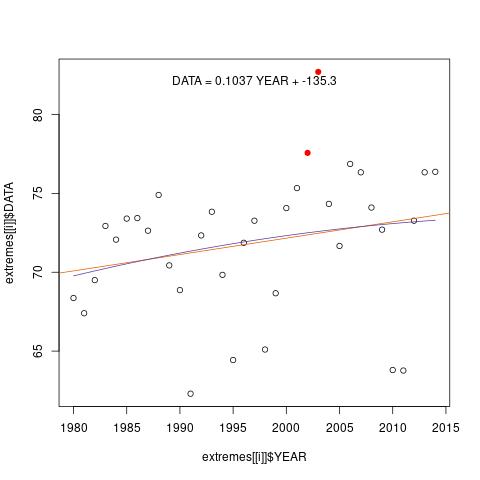 DATA = 0.1037 YEAR + -135.3
80
75
70
65
extremes[[i]]$DATA
1980 1985 1990 1995 2000 2005 2010 2015
extremes[[i]]$YEAR